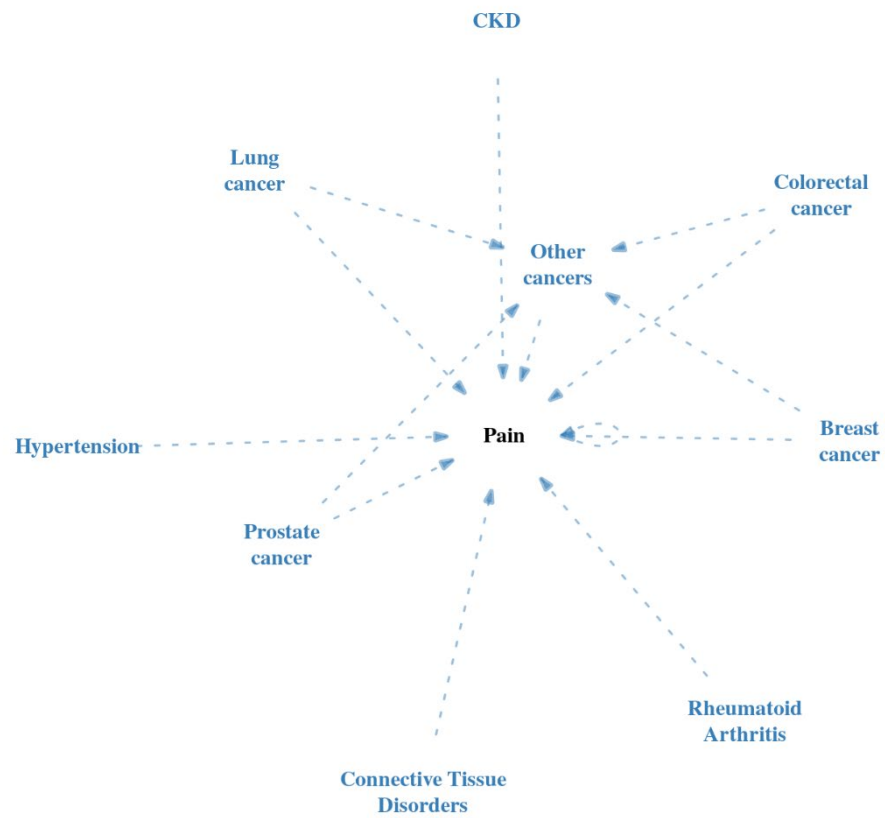 CKD
Lung
cancer
Colorectal
cancer
Other
cancers
Pain
Breast
cancer
Hypertension
Prostate
cancer
Rheumatoid
Arthritis
Connective Tissue
Disorders